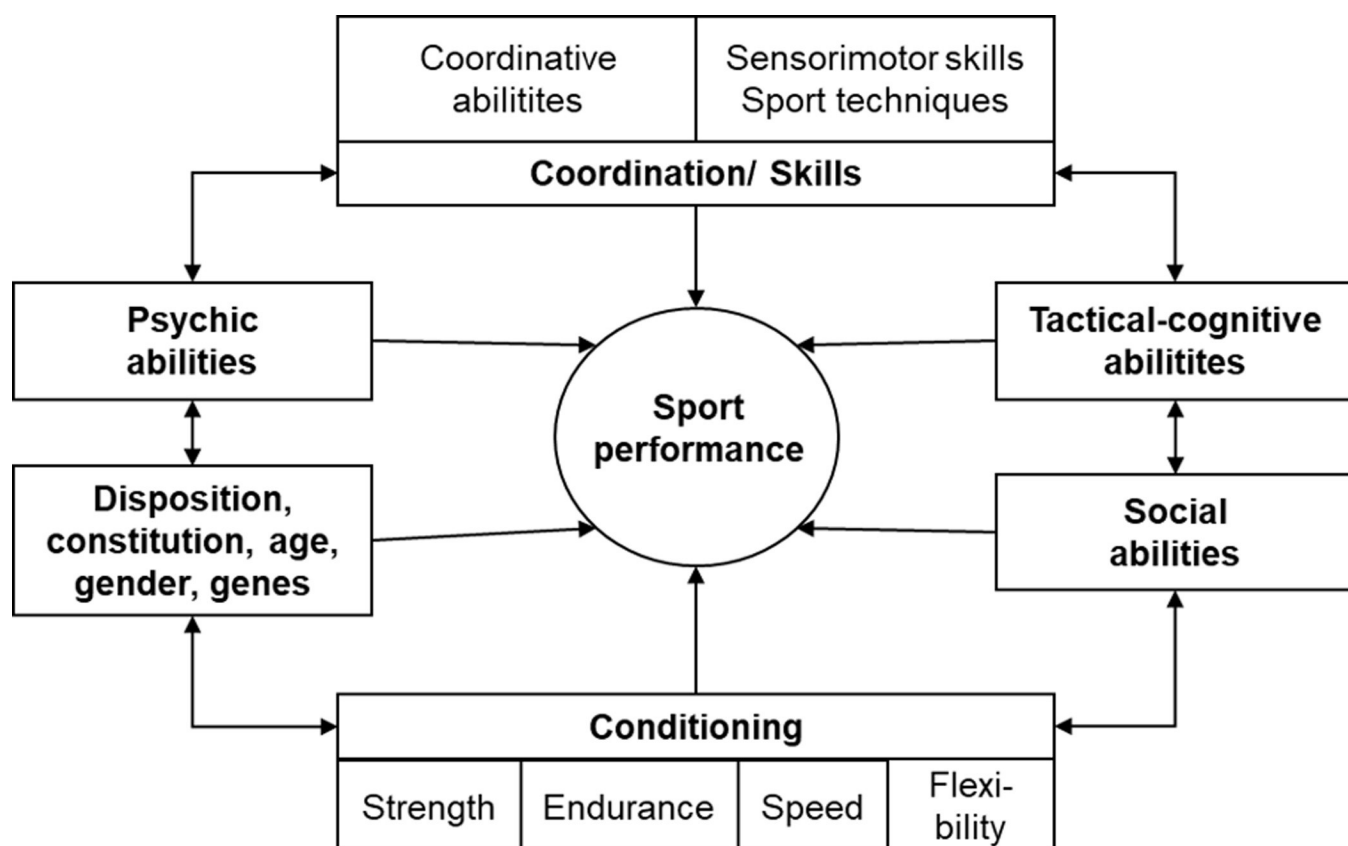 Coordinative
abilitites
Sensorimotor skills
Sport techniques
Coordination/ Skills
Psychic
abilities
Tactical-cognitive
abilitites
Sport
performance
Disposition,
constitution, age,
gender, genes
Social
abilities
Conditioning
Strength
Endurance
Speed
Flexi-
bility